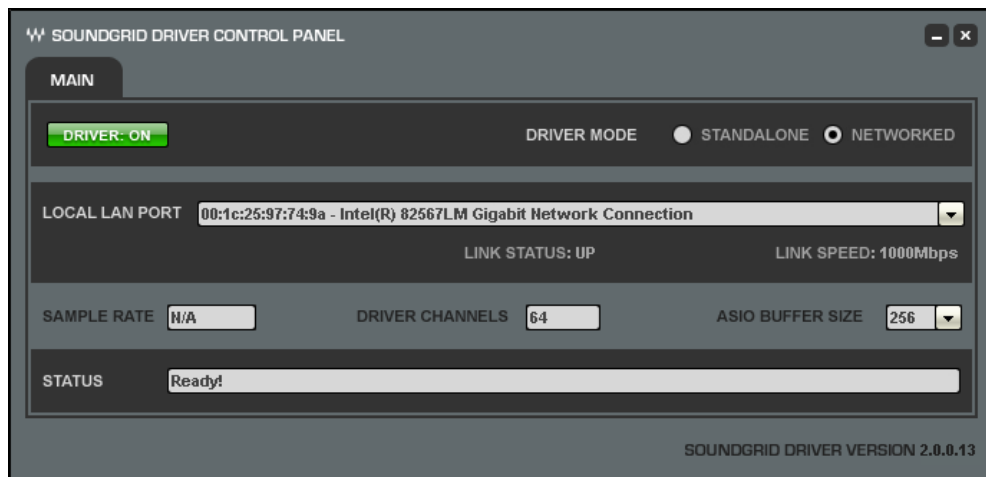 SOUNDGRID DRIVER CONTROL PANEL
MAIN
DRIVER: ON DRIVER MODE STANDALONE NETWORKED
LOCAL LAN PORT 00:1c:25:97:74:9a - Intel(R) 82567LM Gigabit Network Connection
LINK STATUS: UP LINK SPEED: 1000Mbps
SAMPLE RATE N/A DRIVER CHANNELS 64 ASIO BUFFER SIZE 256
STATUS Ready!
SOUNDGRID DRIVER VERSION 2.0.0.13